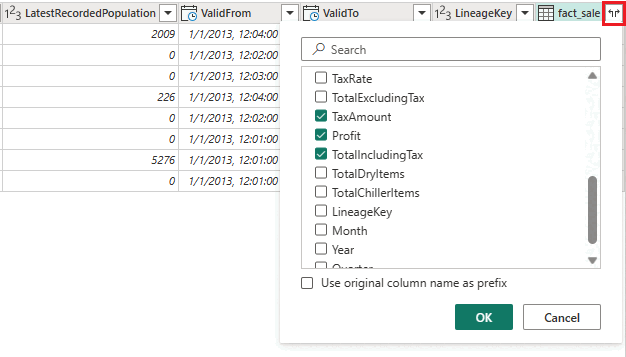 1²3 LatestRecordedPopulation ValidFrom ValidTo 1²3 LineageKey fact_sale
2009 1/1/2013, 12:04:00
0 1/1/2013, 12:02:00
0 1/1/2013, 12:03:00
226 1/1/2013, 12:04:00
0 1/1/2013, 12:02:00
0 1/1/2013, 12:01:00
5276 1/1/2013, 12:01:00
0 1/1/2013, 12:01:00
Search
TaxRate
TotalExcludingTax
TaxAmount
Profit
TotalIncludingTax
TotalDryItems
TotalChillerItems
LineageKey
Month
Year
Quarter
Use original column name as prefix
OK Cancel